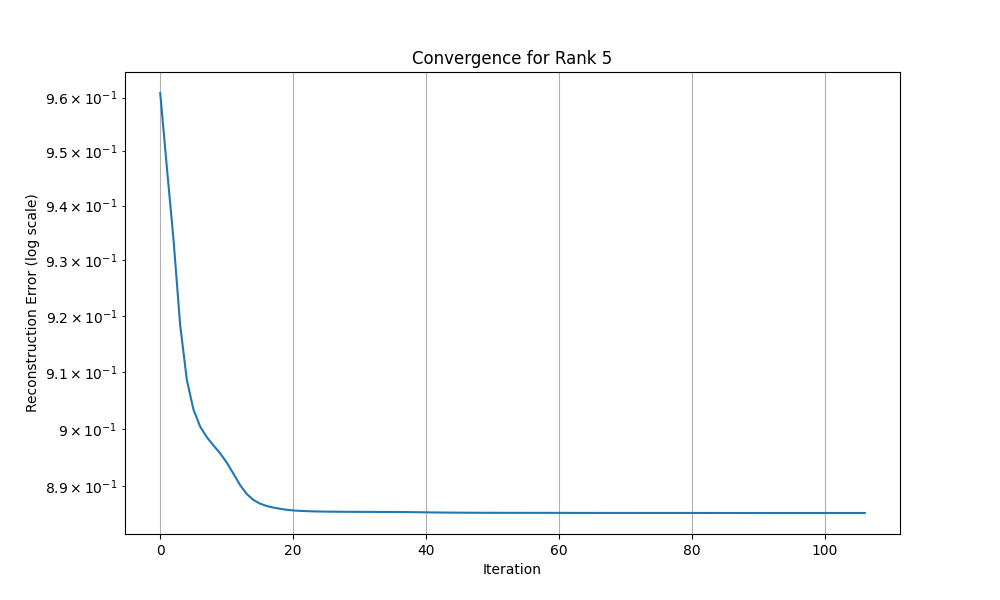 Convergence for Rank 5
Reconstruction Error (log scale)
9.6 × 10⁻¹
9.5 × 10⁻¹
9.4 × 10⁻¹
9.3 × 10⁻¹
9.2 × 10⁻¹
9.1 × 10⁻¹
9 × 10⁻¹
8.9 × 10⁻¹
0 20 40 60 80 100
Iteration